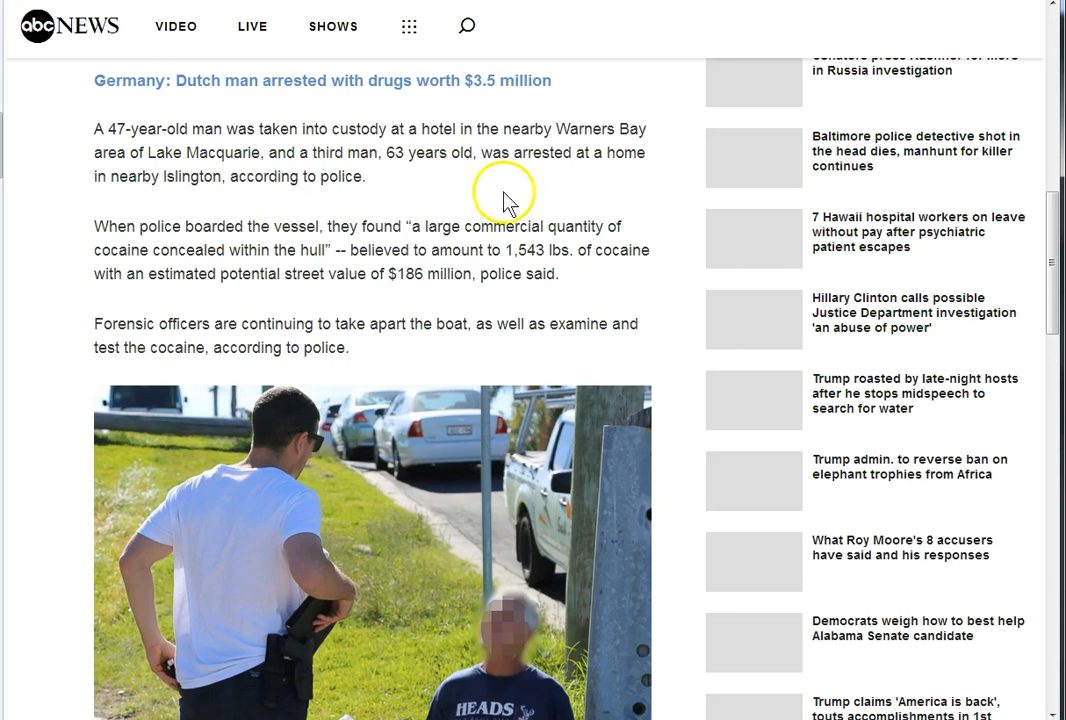 abc NEWS VIDEO LIVE SHOWS
Germany: Dutch man arrested with drugs worth $3.5 million
A 47-year-old man was taken into custody at a hotel in the nearby Warners Bay
area of Lake Macquarie, and a third man, 63 years old, was arrested at a home
in nearby Islington, according to police.
When police boarded the vessel, they found “a large commercial quantity of
cocaine concealed within the hull” -- believed to amount to 1,543 lbs. of cocaine
with an estimated potential street value of $186 million, police said.
Forensic officers are continuing to take apart the boat, as well as examine and
test the cocaine, according to police.
HEADS
Senators press Kushner for more
in Russia investigation
Baltimore police detective shot in
the head dies, manhunt for killer
continues
7 Hawaii hospital workers on leave
without pay after psychiatric
patient escapes
Hillary Clinton calls possible
Justice Department investigation
'an abuse of power'
Trump roasted by late-night hosts
after he stops midspeech to
search for water
Trump admin. to reverse ban on
elephant trophies from Africa
What Roy Moore's 8 accusers
have said and his responses
Democrats weigh how to best help
Alabama Senate candidate
Trump claims 'America is back',
touts accomplishments in 1st